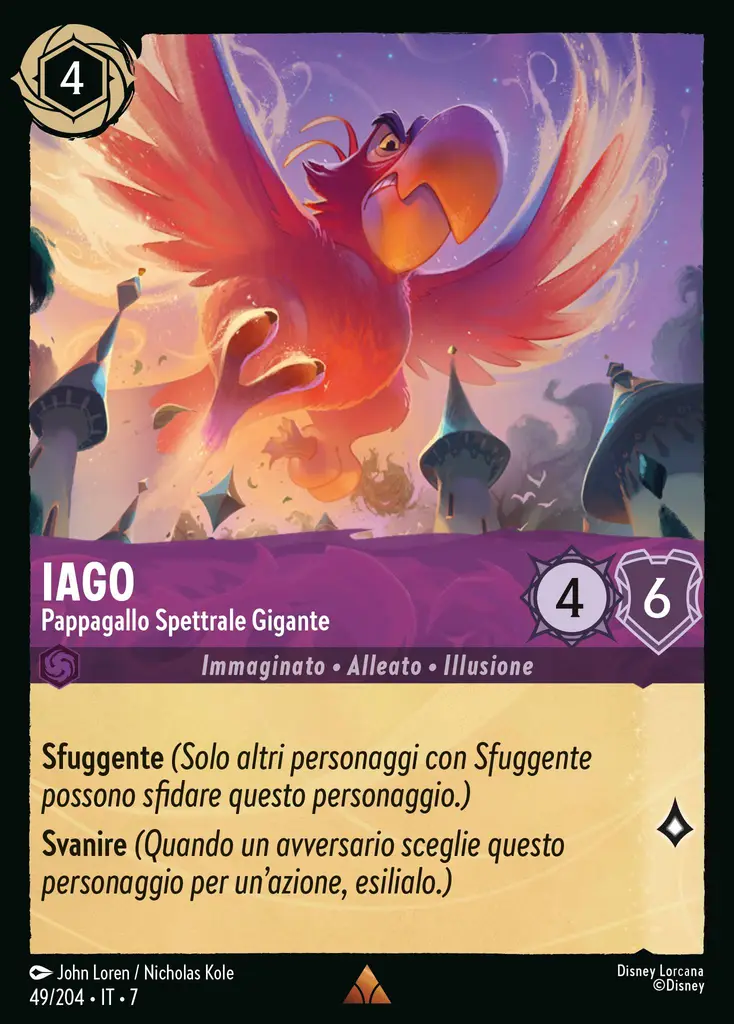 4
IAGO
Pappagallo Spettrale Gigante
4
6
Immaginato • Alleato • Illusione
Sfuggente (Solo altri personaggi con Sfuggente
possono sfidare questo personaggio.)
Svanire (Quando un avversario sceglie questo
personaggio per un'azione, esilialo.)
John Loren / Nicholas Kole
49/204 • IT • 7
Disney Lorcana
©Disney